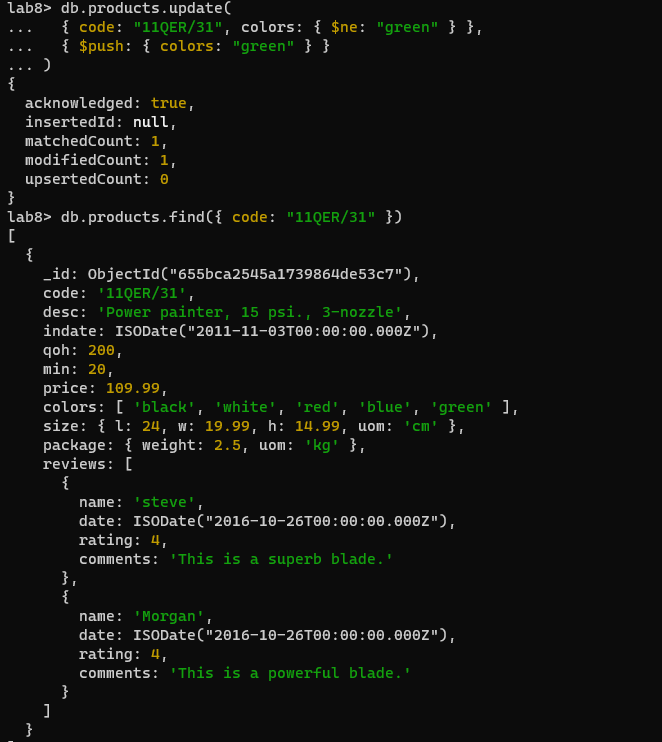 lab8> db.products.update(
...   { code: "11QER/31", colors: { $ne: "green" } },
...   { $push: { colors: "green" } }
... )
{
  acknowledged: true,
  insertedId: null,
  matchedCount: 1,
  modifiedCount: 1,
  upsertedCount: 0
}
lab8> db.products.find({ code: "11QER/31" })
[
  {
    _id: ObjectId("655bca2545a1739864de53c7"),
    code: '11QER/31',
    desc: 'Power painter, 15 psi., 3-nozzle',
    indate: ISODate("2011-11-03T00:00:00.000Z"),
    qoh: 200,
    min: 20,
    price: 109.99,
    colors: [ 'black', 'white', 'red', 'blue', 'green' ],
    size: { l: 24, w: 19.99, h: 14.99, uom: 'cm' },
    package: { weight: 2.5, uom: 'kg' },
    reviews: [
      {
        name: 'steve',
        date: ISODate("2016-10-26T00:00:00.000Z"),
        rating: 4,
        comments: 'This is a superb blade.'
      },
      {
        name: 'Morgan',
        date: ISODate("2016-10-26T00:00:00.000Z"),
        rating: 4,
        comments: 'This is a powerful blade.'
      }
    ]
  }